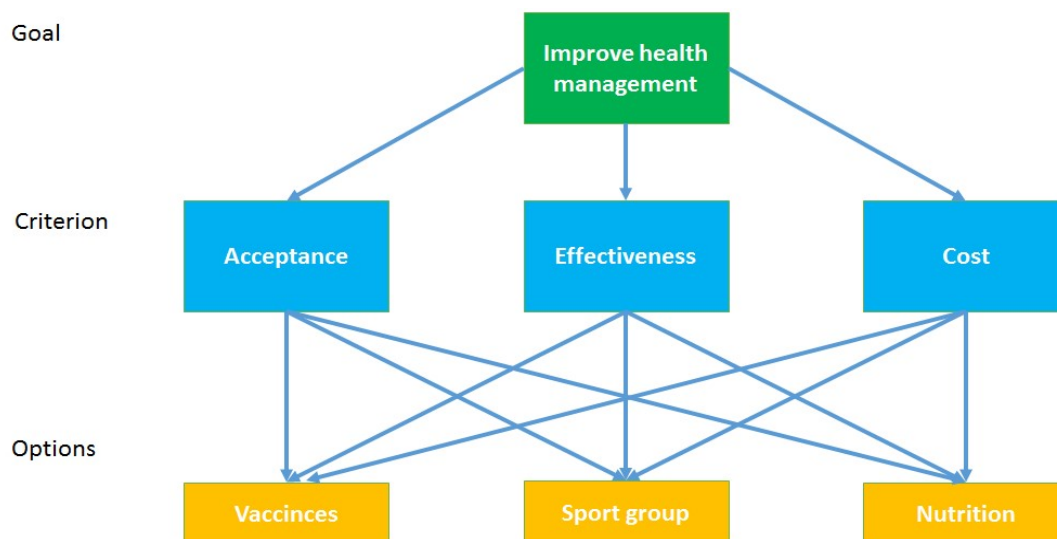 Goal
Improve health
management
Criterion
Acceptance
Effectiveness
Cost
Options
Vaccinces
Sport group
Nutrition